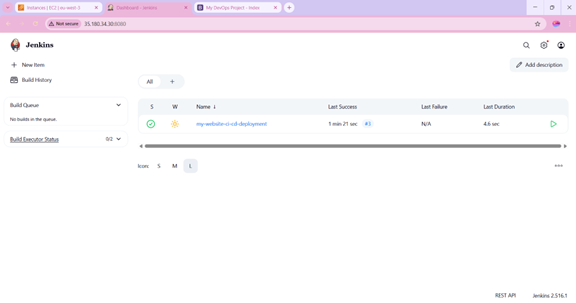 Instances | EC2 | eu-west-3
Dashboard - Jenkins
My DevOps Project - Index
Not secure
35.180.34.30:8080
Jenkins
New Item
Build History
Add description
All
+
Build Queue
No builds in the queue.
Build Executor Status
0/2
S W Name ↓ Last Success Last Failure Last Duration
my-website-ci-cd-deployment 1 min 21 sec #3 N/A 4.6 sec
Icon: S M L
REST API Jenkins 2.516.1